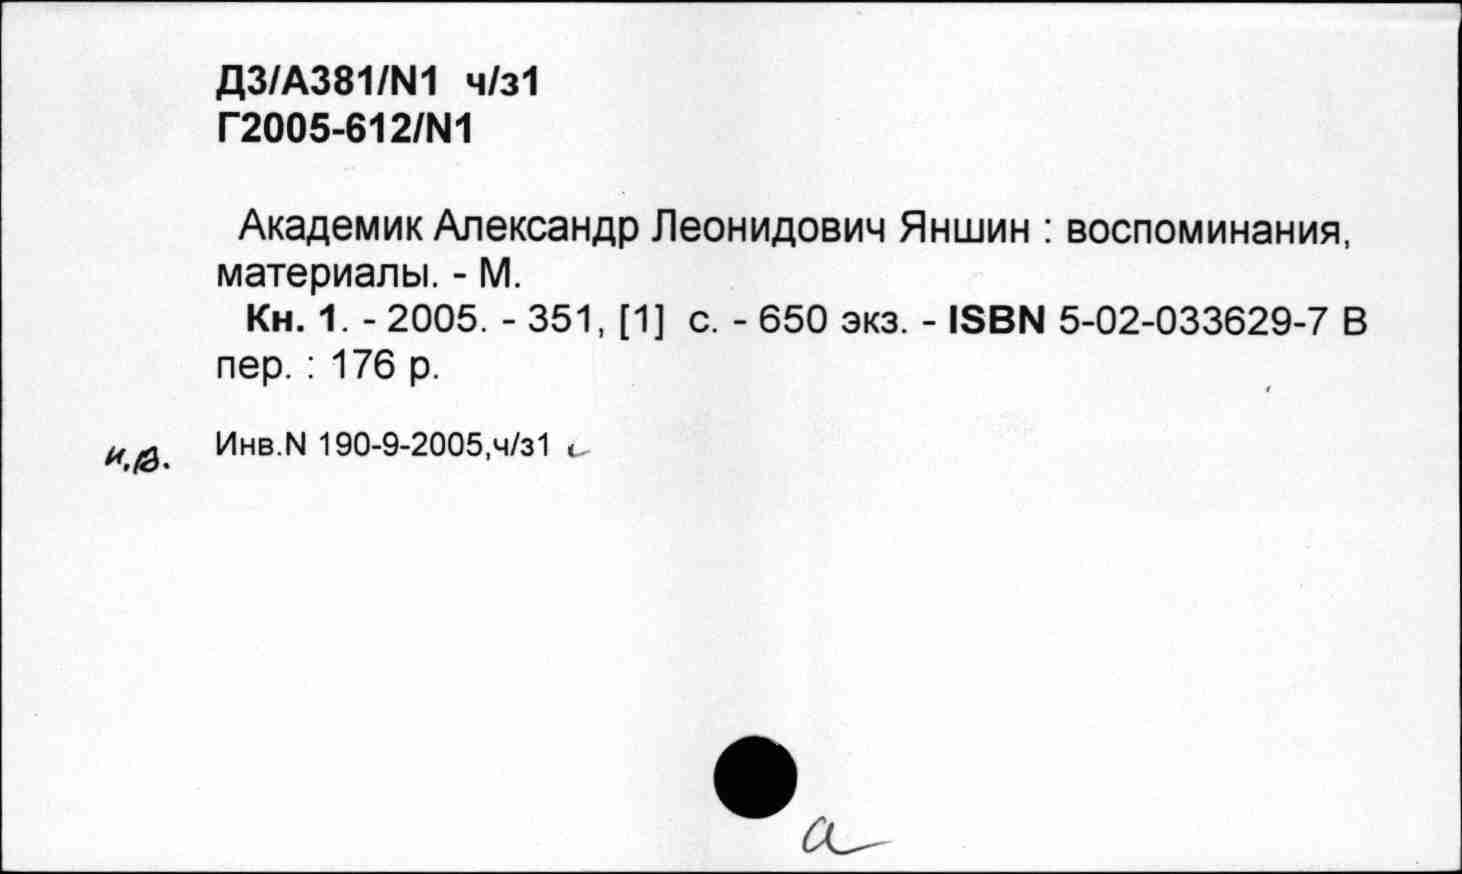 Д3/А381/N1 ч/з1
Г2005-612/N1
Академик Александр Леонидович Яншин : воспоминания,
материалы. - М.
Кн. 1. - 2005. - 351, [1] с. - 650 экз. - ISBN 5-02-033629-7 В
пер. : 176 р.
Инв.N 190-9-2005,ч/з1
а